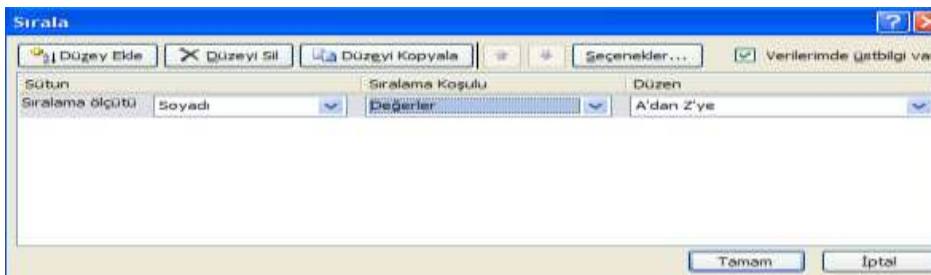 Sırala
Düzey Ekle Düzeyi Sil Düzeyi Kopyala Seçenekler... Verilerimde üstbilgi var
Sütun Sıralama Koşulu Düzen
Sıralama ölçütü Soyadı Değerler A'dan Z'ye
Tamam İptal